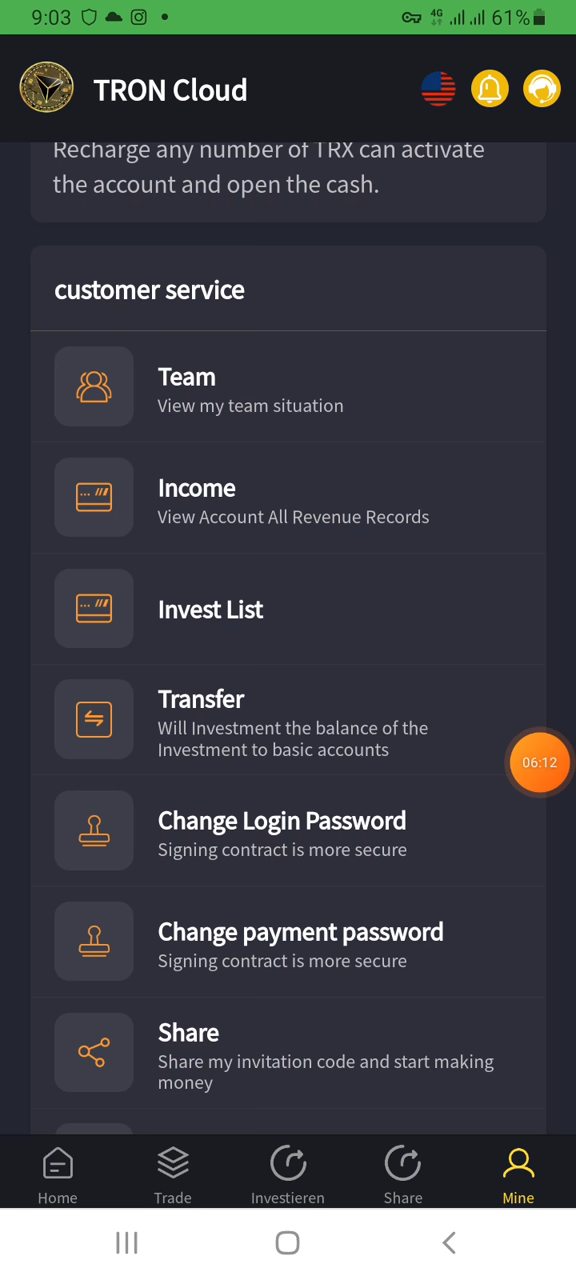 9:03
4G
61%
TRON Cloud
Recharge any number of TRX can activate
the account and open the cash.
customer service
Team
View my team situation
Income
View Account All Revenue Records
Invest List
Transfer
Will Investment the balance of the
Investment to basic accounts
06:12
Change Login Password
Signing contract is more secure
Change payment password
Signing contract is more secure
Share
Share my invitation code and start making
money
Home
Trade
Investieren
Share
Mine